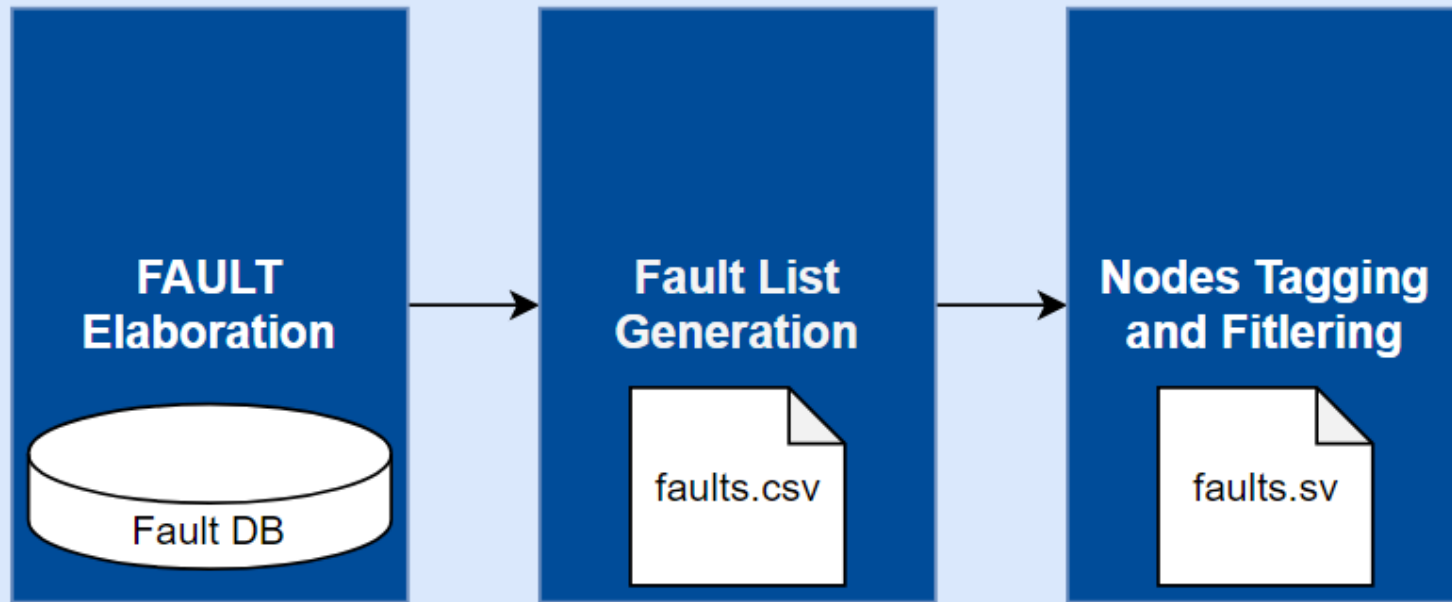 FAULT
Elaboration
Fault DB
Fault List
Generation
faults.csv
Nodes Tagging
and Fitlering
faults.sv